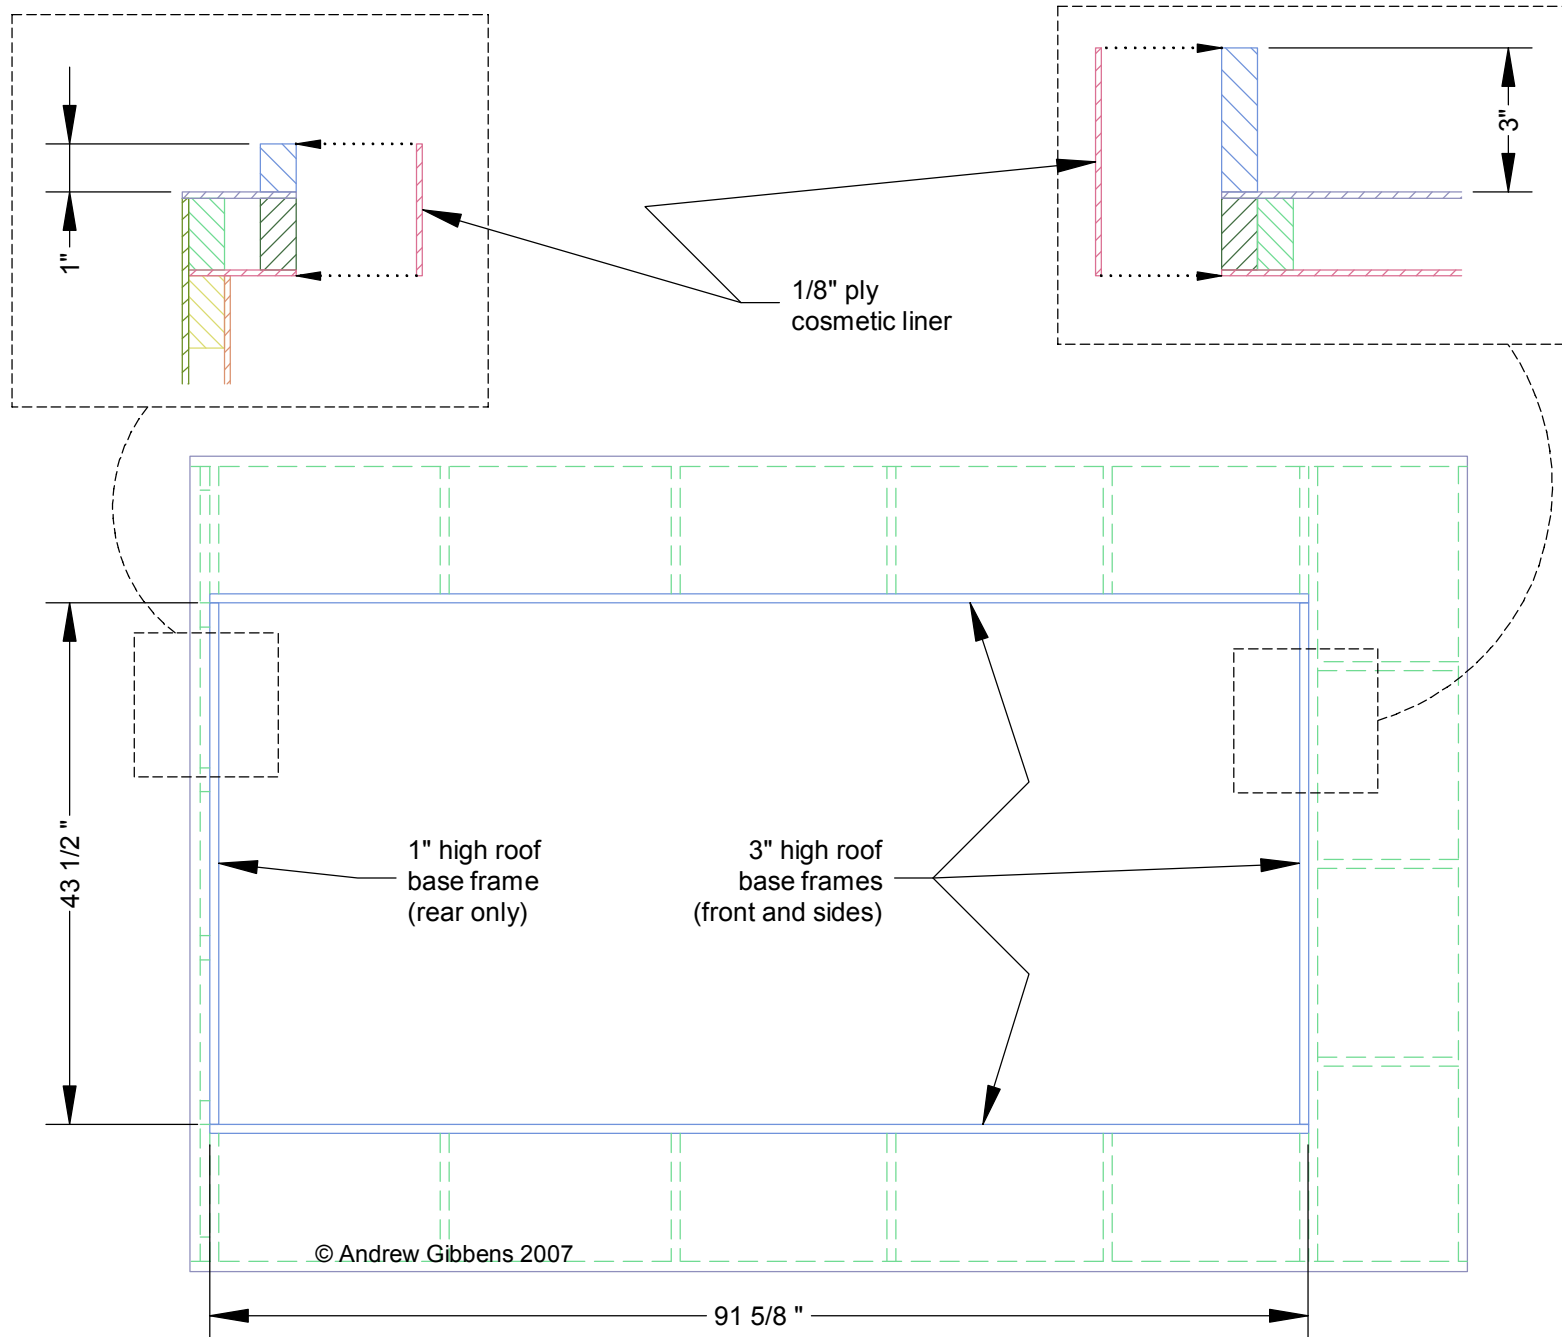 1"
3"
1/8" ply
cosmetic liner
43 1/2 "
1" high roof
base frame
(rear only)
3" high roof
base frames
(front and sides)
© Andrew Gibbens 2007
91 5/8 "